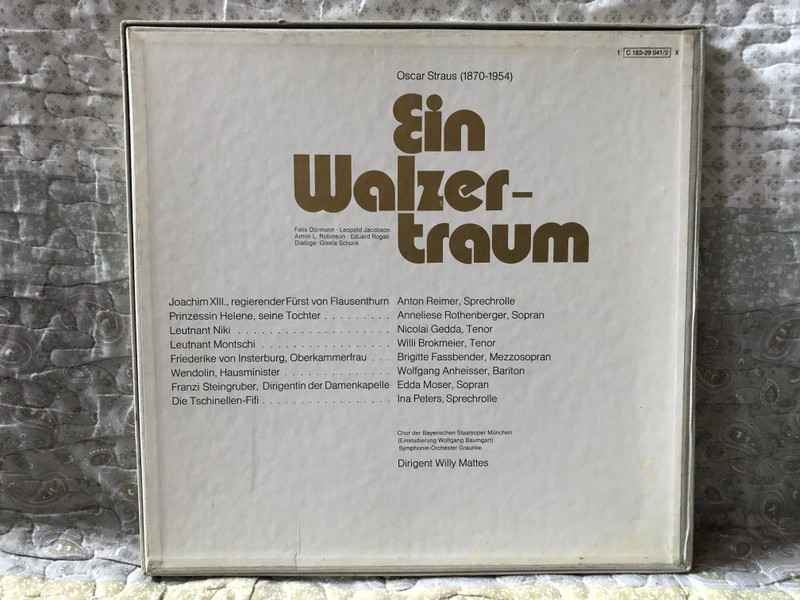 1 C 163-29 041/2 X
Oscar Straus (1870-1954)
Ein
Walzer-
traum
Felix Dörmann · Leopold Jacobson
Armin L. Robinson · Eduard Rogati
Dialoge: Gisela Schunk
Joachim XIII., regierender Fürst von Flausenthurn Anton Reimer, Sprechrolle
Prinzessin Helene, seine Tochter . . . . . . . . . Anneliese Rothenberger, Sopran
Leutnant Niki . . . . . . . . . . . . . . . . . . . . . Nicolai Gedda, Tenor
Leutnant Montschi . . . . . . . . . . . . . . . . . . Willi Brokmeier, Tenor
Friederike von Insterburg, Oberkammerfrau . . . Brigitte Fassbender, Mezzosopran
Wendolin, Hausminister . . . . . . . . . . . . . . . Wolfgang Anheisser, Bariton
Franzi Steingruber, Dirigentin der Damenkapelle Edda Moser, Sopran
Die Tschinellen-Fifi . . . . . . . . . . . . . . . . . . Ina Peters, Sprechrolle
Chor der Bayerischen Staatsoper München
(Einstudierung Wolfgang Baumgart)
Symphonie-Orchester Graunke
Dirigent Willy Mattes